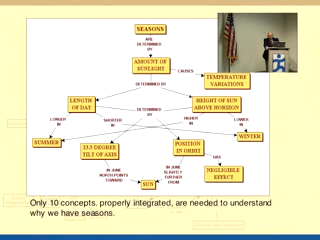 SEASONS
ARE
DETERMINED
BY
AMOUNT OF
SUNLIGHT
CAUSES
TEMPERATURE
VARIATIONS
DETERMINED BY
LENGTH
OF DAY
HEIGHT OF SUN
ABOVE HORIZON
DETERMINED
BY
LONGER
IN
SHORTER
IN
HIGHER
IN
LOWER
IN
SUMMER
WINTER
23.5 DEGREE
TILT OF AXIS
POSITION
IN ORBIT
HAS
IN JUNE
NORTH POINTS
TOWARD
IN JUNE
SLIGHTLY
FURTHER
FROM
NEGLIGIBLE
EFFECT
SUN
Only 10 concepts. properly integrated, are needed to understand
why we have seasons.